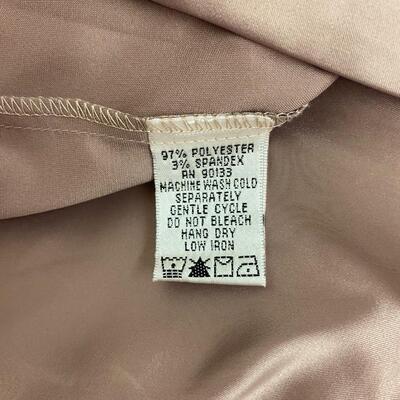 97% POLYESTER
3% SPANDEX
RN 90133
MACHINE WASH COLD
SEPARATELY
GENTLE CYCLE
DO NOT BLEACH
HANG DRY
LOW IRON